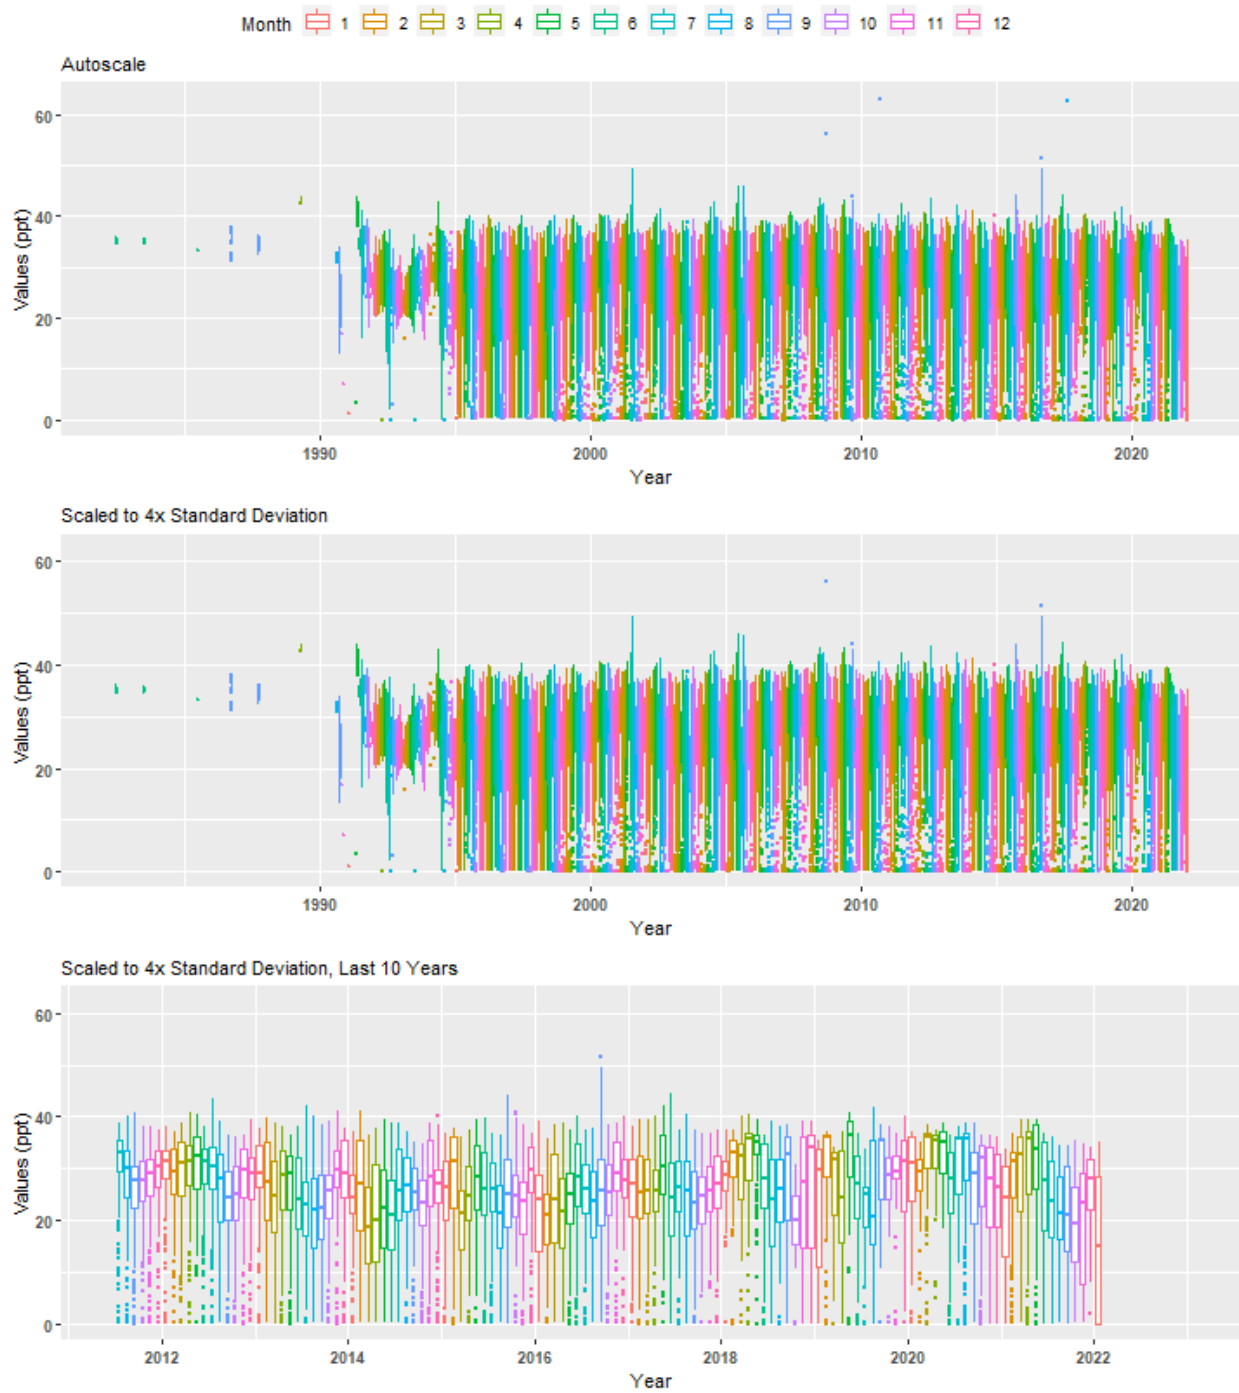 Month 1 2 3 4 5 6 7 8 9 10 11 12
Autoscale
Values (ppt)
60
40
20
0
1990 2000 2010 2020
Year
Scaled to 4x Standard Deviation
Values (ppt)
60
40
20
0
1990 2000 2010 2020
Year
Scaled to 4x Standard Deviation, Last 10 Years
Values (ppt)
60
40
20
0
2012 2014 2016 2018 2020 2022
Year